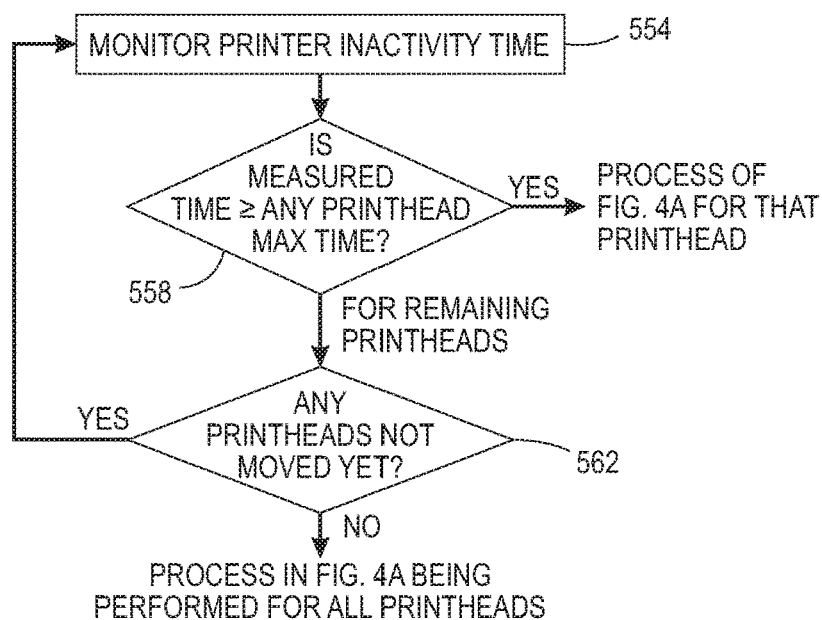 MONITOR PRINTER INACTIVITY TIME
554
IS
MEASURED
TIME ≥ ANY PRINTHEAD
MAX TIME?
YES
PROCESS OF
FIG. 4A FOR THAT
PRINTHEAD
558
FOR REMAINING
PRINTHEADS
YES
ANY
PRINTHEADS NOT
MOVED YET?
562
NO
PROCESS IN FIG. 4A BEING
PERFORMED FOR ALL PRINTHEADS